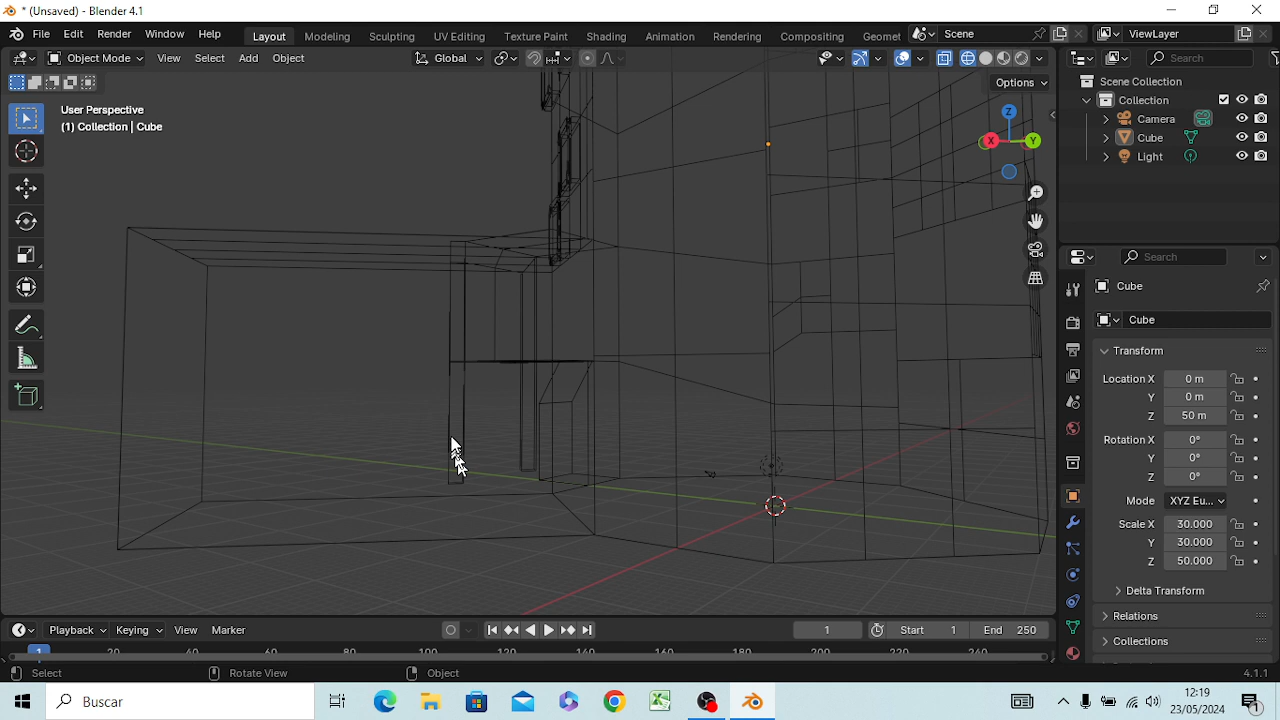 * (Unsaved) - Blender 4.1
File Edit Render Window Help Layout Modeling Sculpting UV Editing Texture Paint Shading Animation Rendering Compositing Geomet Scene ViewLayer
Object Mode View Select Add Object Global Search
Options
User Perspective
(1) Collection | Cube
Z
X
Y
Scene Collection
Collection
Camera
Cube
Light
Search
Cube
Cube
Transform
Location X 0 m
Y 0 m
Z 50 m
Rotation X 0°
Y 0°
Z 0°
Mode XYZ Eu...
Scale X 30.000
Y 30.000
Z 50.000
Delta Transform
Relations
Collections
Playback Keying View Marker 1 Start 1 End 250
1 20 40 60 80 100 120 140 160 180 200 220 240
Select Rotate View Object 4.1.1
Buscar
12:19
23/05/2024
1